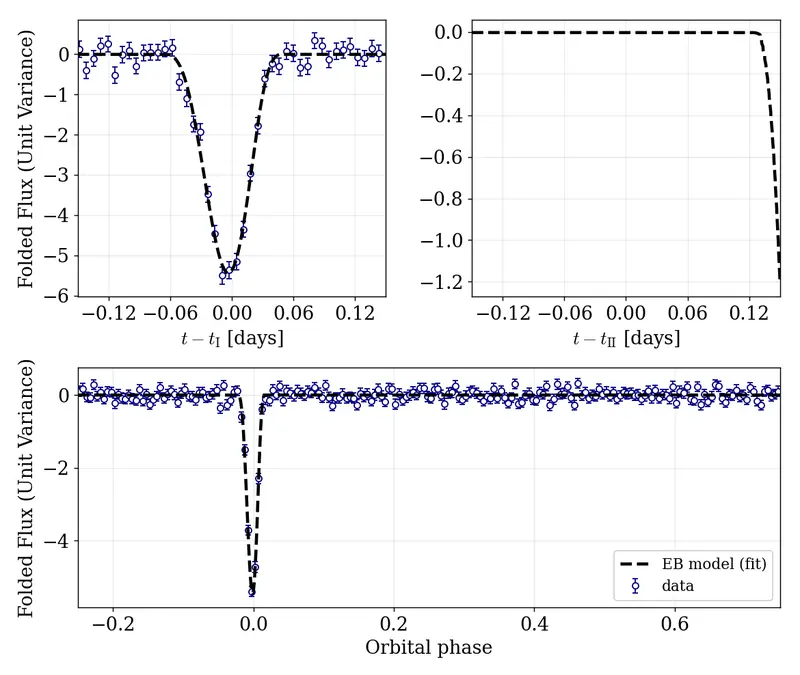 Folded Flux (Unit Variance)
0
−1
−2
−3
−4
−5
−6
−0.12 −0.06 0.00 0.06 0.12
t − tI [days]
0.0
−0.2
−0.4
−0.6
−0.8
−1.0
−1.2
−0.12 −0.06 0.00 0.06 0.12
t − tII [days]
Folded Flux (Unit Variance)
0
−2
−4
EB model (fit)
data
−0.2 0.0 0.2 0.4 0.6
Orbital phase